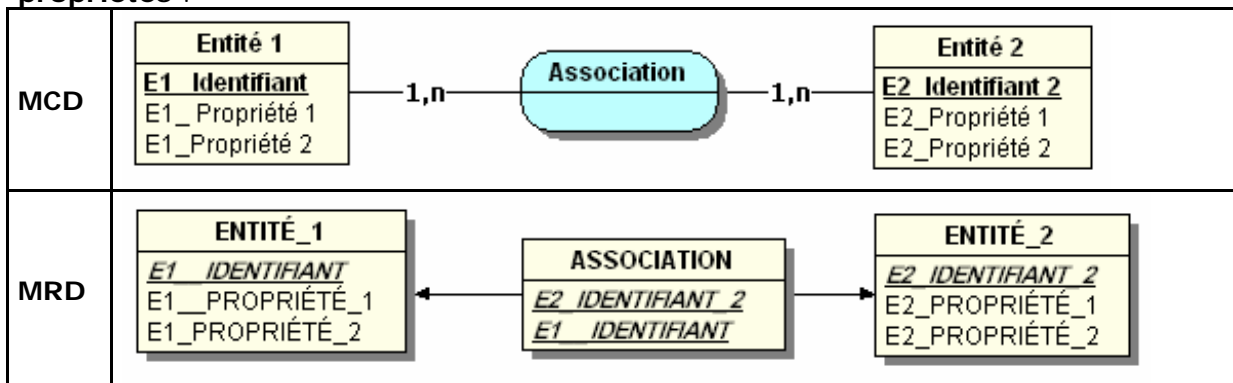 propriétés :
MCD
Entité 1
E1_Identifiant
E1_ Propriété 1
E1_Propriété 2
1,n
Association
1,n
Entité 2
E2_Identifiant 2
E2_Propriété 1
E2_Propriété 2
MRD
ENTITÉ_1
E1__IDENTIFIANT
E1__PROPRIÉTÉ_1
E1_PROPRIÉTÉ_2
ASSOCIATION
E2_IDENTIFIANT_2
E1__IDENTIFIANT
ENTITÉ_2
E2_IDENTIFIANT_2
E2_PROPRIÉTÉ_1
E2_PROPRIÉTÉ_2